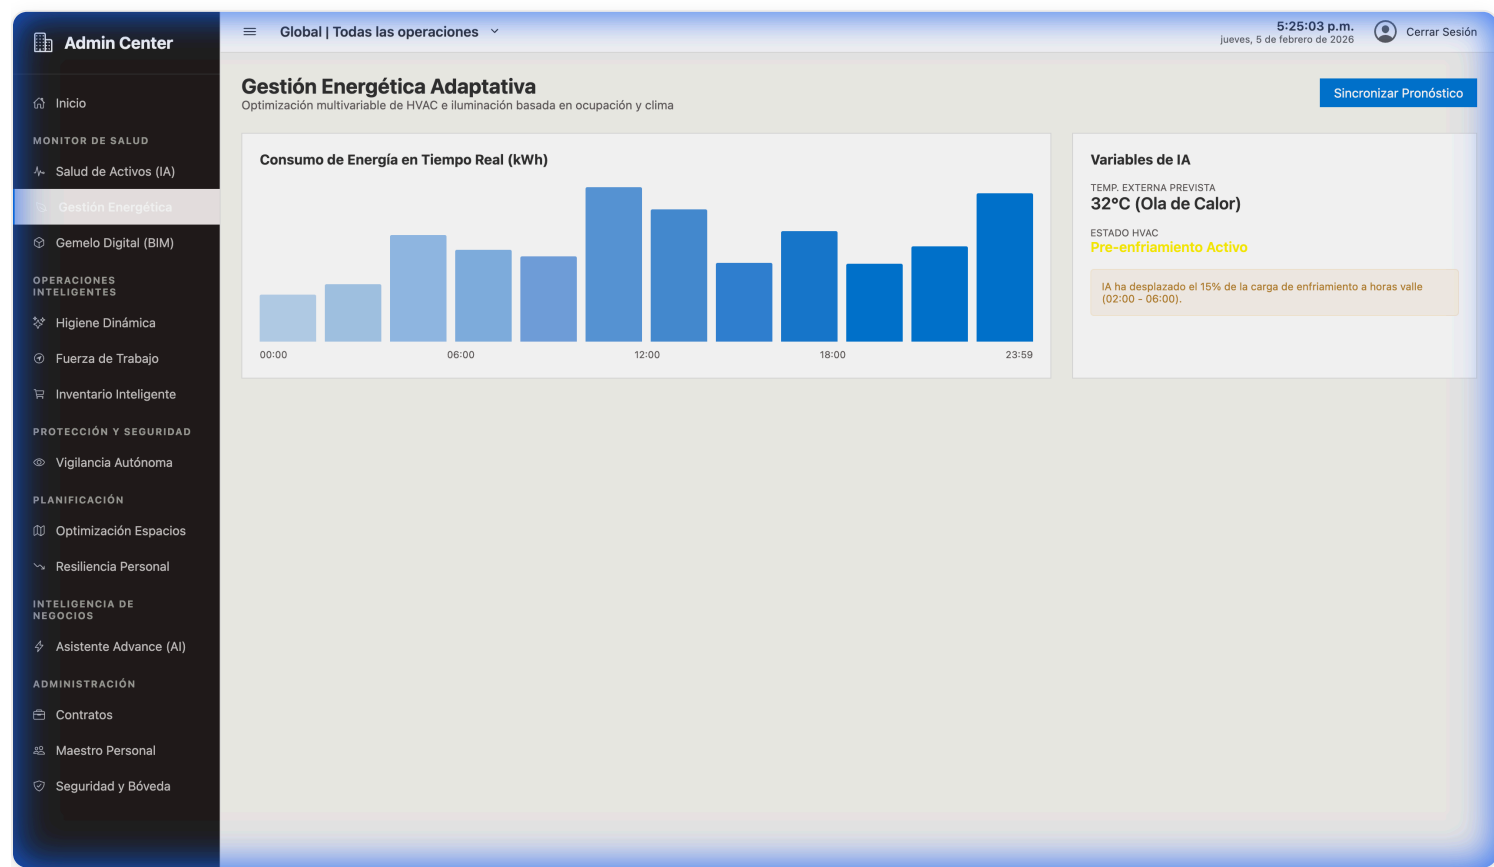 Admin Center
Inicio
MONITOR DE SALUD
Salud de Activos (IA)
Gestión Energética
Gemelo Digital (BIM)
OPERACIONES
INTELIGENTES
Higiene Dinámica
Fuerza de Trabajo
Inventario Inteligente
PROTECCIÓN Y SEGURIDAD
Vigilancia Autónoma
PLANIFICACIÓN
Optimización Espacios
Resiliencia Personal
INTELIGENCIA DE
NEGOCIOS
Asistente Advance (AI)
ADMINISTRACIÓN
Contratos
Maestro Personal
Seguridad y Bóveda
Global | Todas las operaciones
5:25:03 p.m.
jueves, 5 de febrero de 2026
Cerrar Sesión
Gestión Energética Adaptativa
Optimización multivariable de HVAC e iluminación basada en ocupación y clima
Sincronizar Pronóstico
Consumo de Energía en Tiempo Real (kWh)
00:00 06:00 12:00 18:00 23:59
Variables de IA
TEMP. EXTERNA PREVISTA
32°C (Ola de Calor)
ESTADO HVAC
Pre-enfriamiento Activo
IA ha desplazado el 15% de la carga de enfriamiento a horas valle
(02:00 - 06:00).